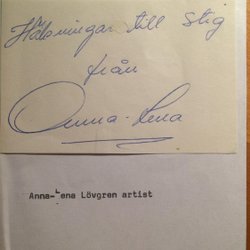 Hälsningar till Stig
från
Anna-Lena
Anna-Lena Lövgren artist